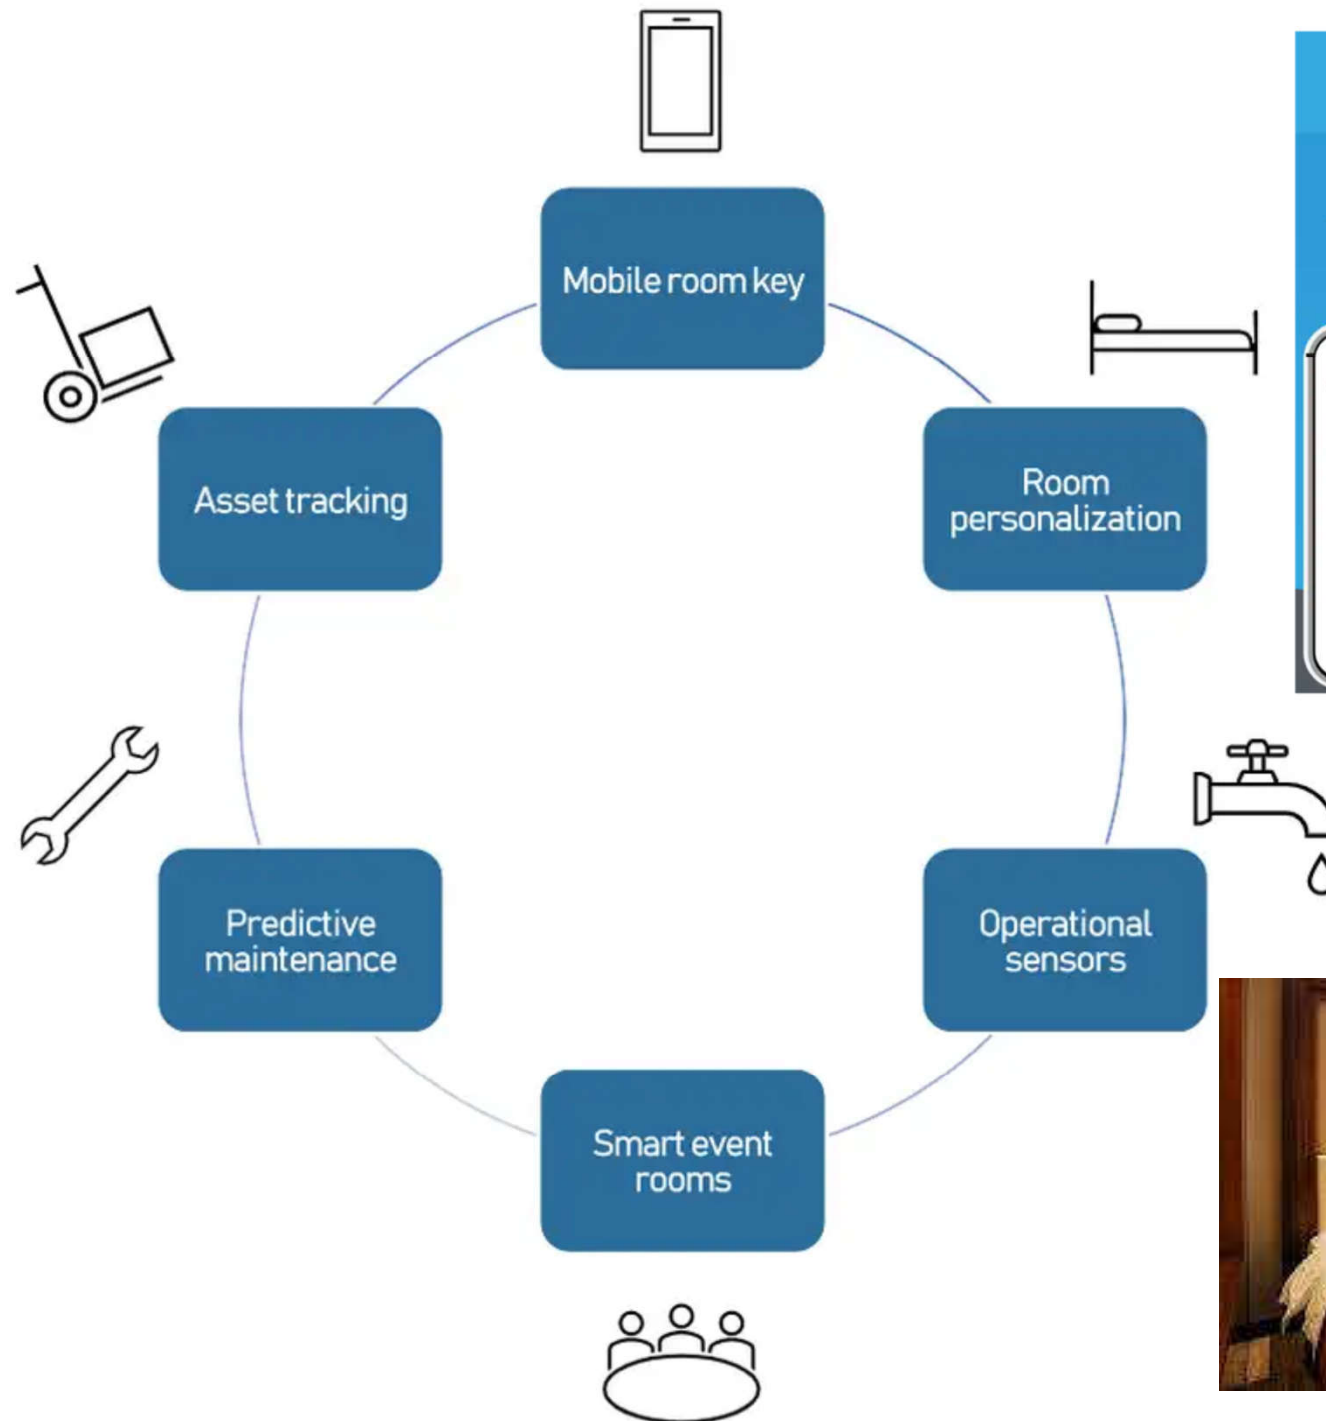 Mobile room key
Room
personalization
Operational
sensors
Smart event
rooms
Predictive
maintenance
Asset tracking